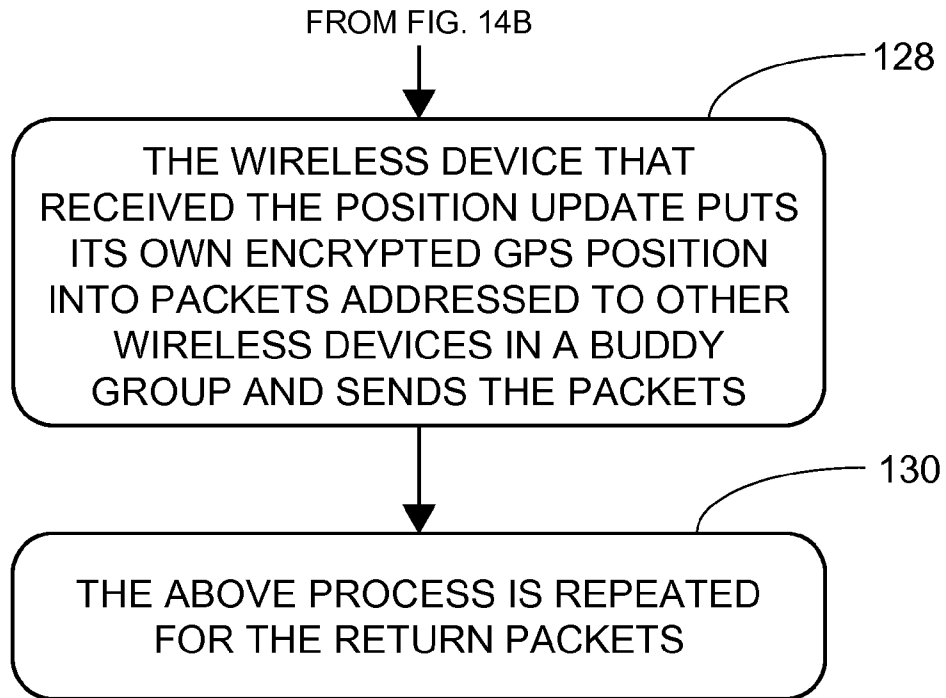 FROM FIG. 14B
128
THE WIRELESS DEVICE THAT
RECEIVED THE POSITION UPDATE PUTS
ITS OWN ENCRYPTED GPS POSITION
INTO PACKETS ADDRESSED TO OTHER
WIRELESS DEVICES IN A BUDDY
GROUP AND SENDS THE PACKETS
130
THE ABOVE PROCESS IS REPEATED
FOR THE RETURN PACKETS